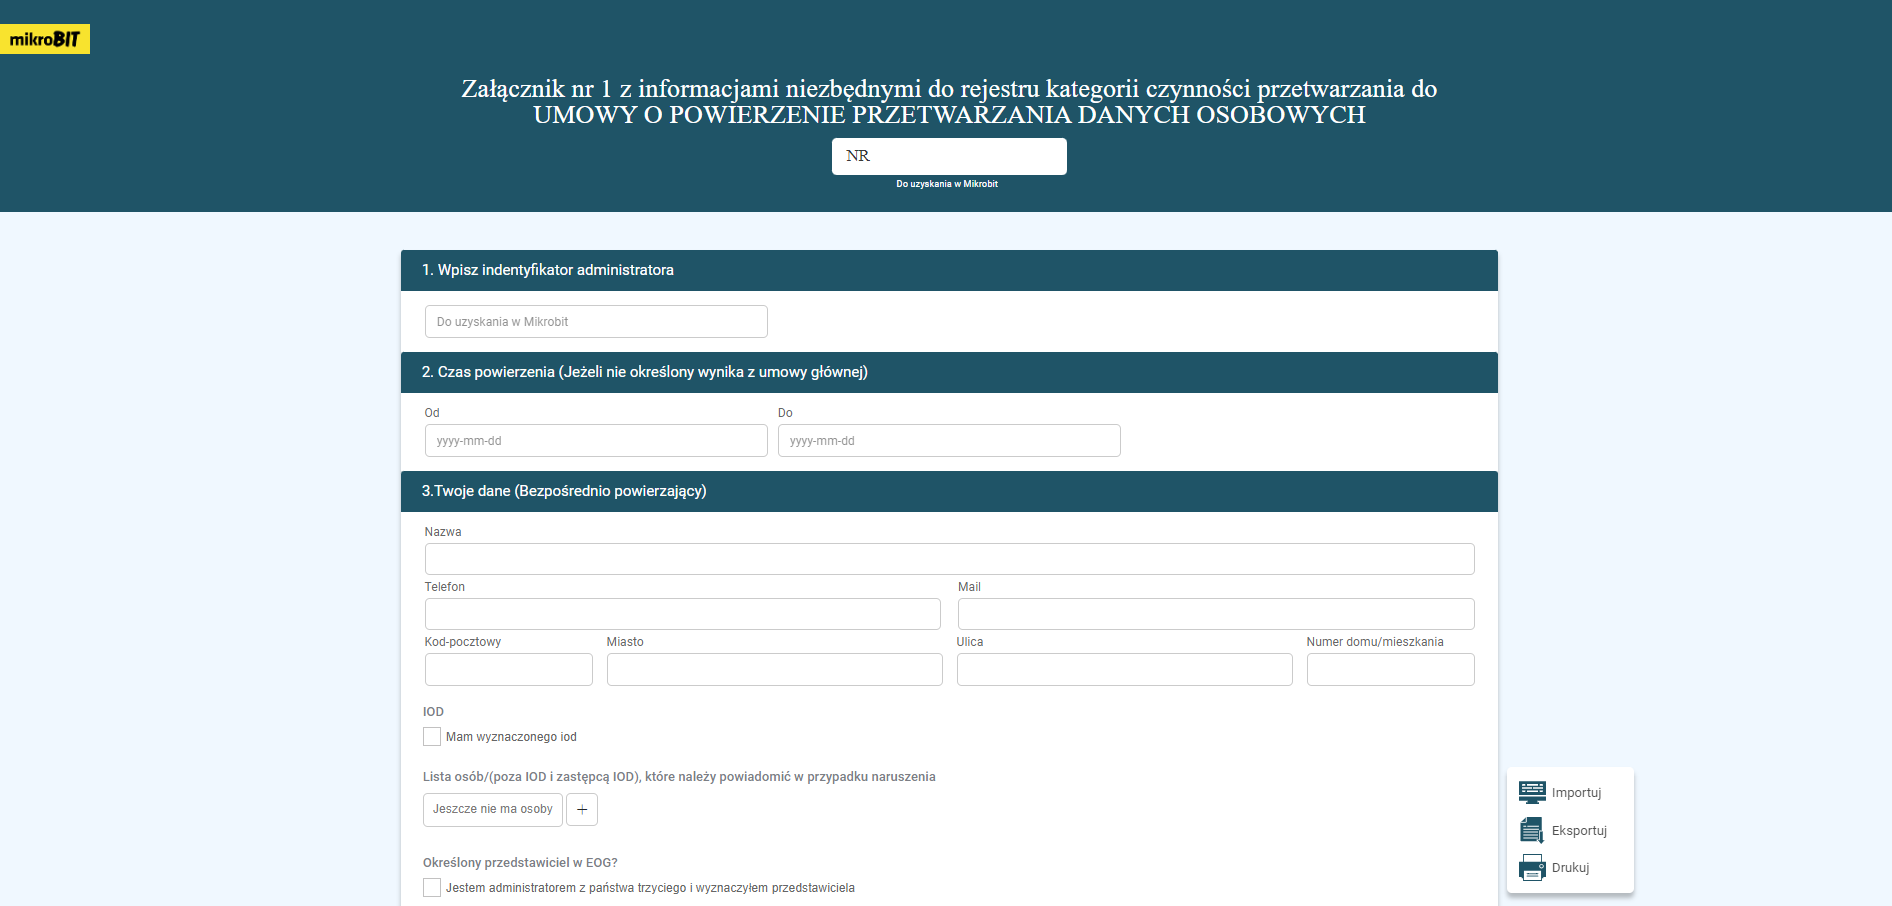 mikroBIT
Załącznik nr 1 z informacjami niezbędnymi do rejestru kategorii czynności przetwarzania do
UMOWY O POWIERZENIE PRZETWARZANIA DANYCH OSOBOWYCH
NR
Do uzyskania w Mikrobit
1. Wpisz indentyfikator administratora
Do uzyskania w Mikrobit
2. Czas powierzenia (Jeżeli nie określony wynika z umowy głównej)
Od Do
yyyy-mm-dd yyyy-mm-dd
3.Twoje dane (Bezpośrednio powierzający)
Nazwa
Telefon Mail
Kod-pocztowy Miasto Ulica Numer domu/mieszkania
IOD
Mam wyznaczonego iod
Lista osób/(poza IOD i zastępcą IOD), które należy powiadomić w przypadku naruszenia
Jeszcze nie ma osoby +
Określony przedstawiciel w EOG?
Jestem administratorem z państwa trzyciego i wyznaczyłem przedstawiciela
Importuj
Eksportuj
Drukuj